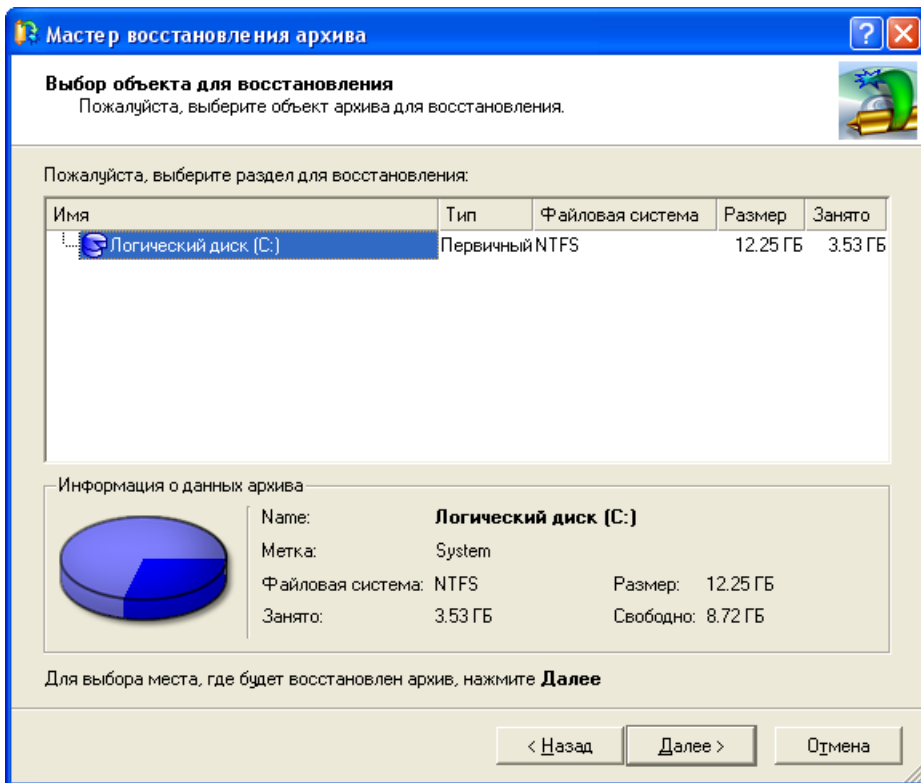 Мастер восстановления архива
Выбор объекта для восстановления
Пожалуйста, выберите объект архива для восстановления.
Пожалуйста, выберите раздел для восстановления:
Имя Тип Файловая система Размер Занято
Логический диск (C:) Первичный NTFS 12.25 ГБ 3.53 ГБ
Информация о данных архива
Name: Логический диск (C:)
Метка: System
Файловая система: NTFS Размер: 12.25 ГБ
Занято: 3.53 ГБ Свободно: 8.72 ГБ
Для выбора места, где будет восстановлен архив, нажмите Далее
< Назад Далее > Отмена